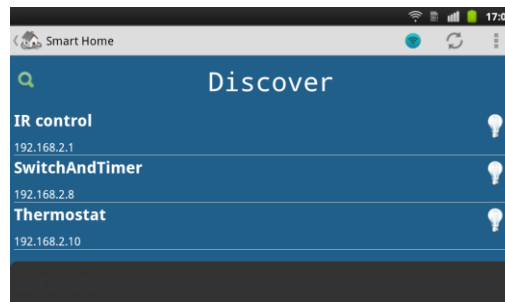 17:0
Smart Home
Discover
IR control
192.168.2.1
SwitchAndTimer
192.168.2.8
Thermostat
192.168.2.10